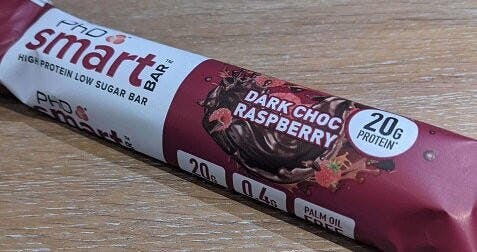 PhD
smart
BAR™
HIGH PROTEIN LOW SUGAR BAR
PhD
smart
BAR
DARK CHOC
RASPBERRY
20G
PROTEIN*
20G
0.4G
PALM OIL
FREE